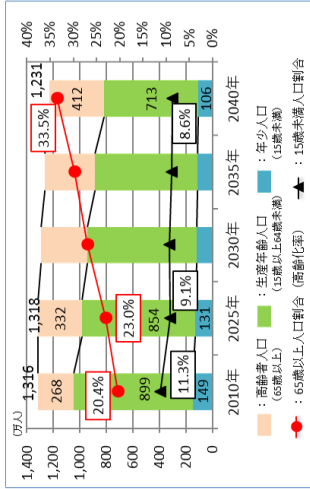 (万人)
1,400
1,200
1,000
800
600
400
200
0
40%
35%
30%
25%
20%
15%
10%
5%
0%
1,316
1,318
1,231
268
332
412
899
854
713
149
131
106
20.4%
23.0%
33.5%
11.3%
9.1%
8.6%
2010年
2025年
2030年
2035年
2040年
：高齢者人口
(65歳以上)
：生産年齢人口
(15歳以上64歳未満)
：年少人口
(15歳未満)
：65歳以上人口割合(高齢化率)
：15歳未満人口割合